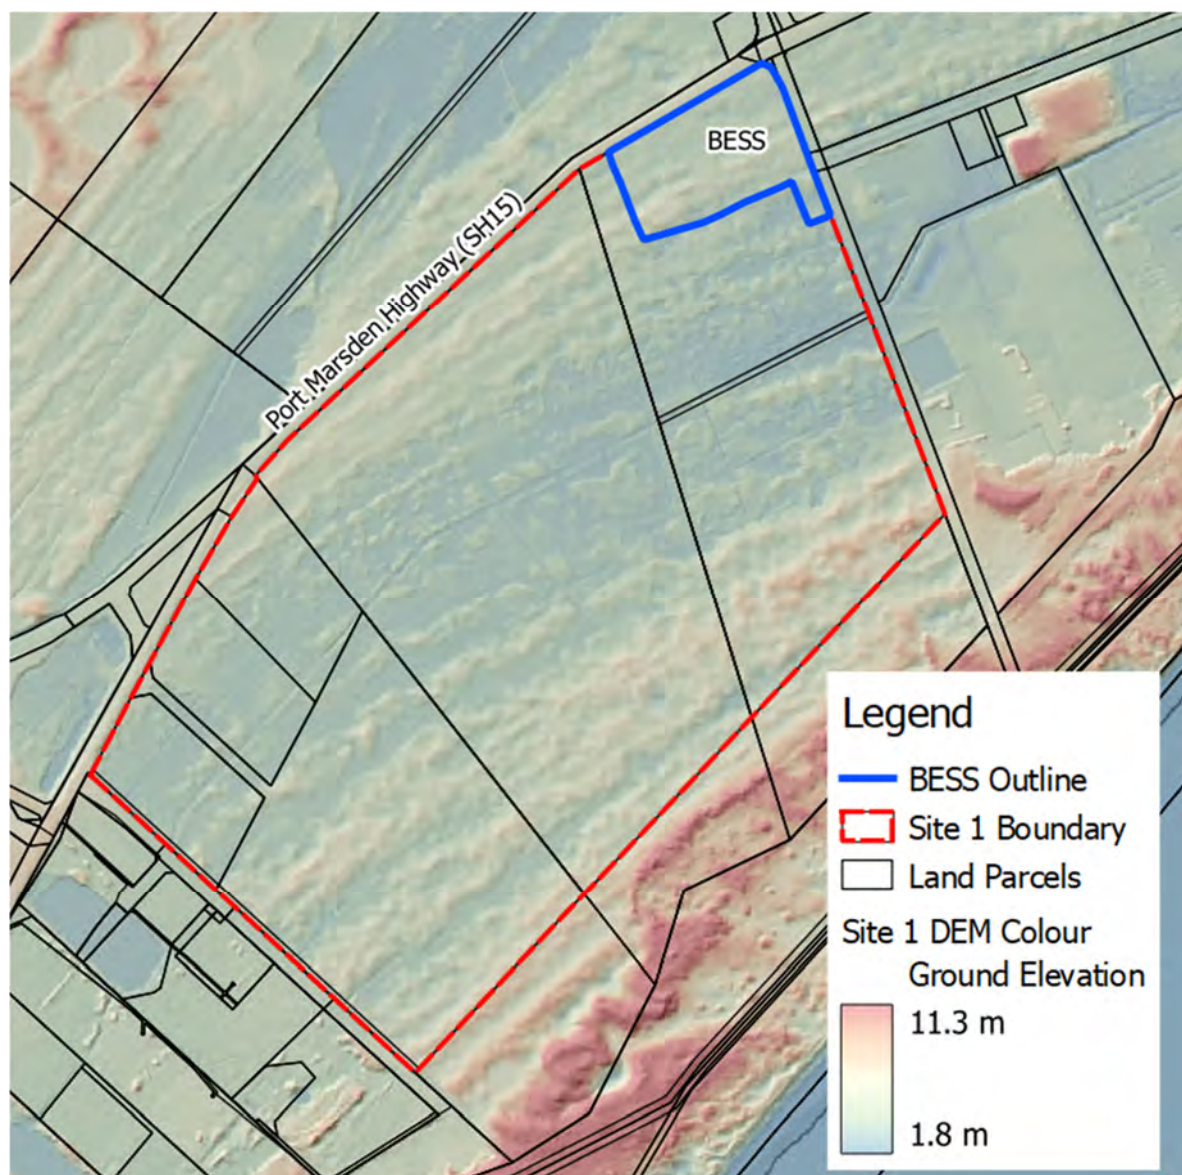 BESS
Port Marsden Highway (SH15)
Legend
BESS Outline
Site 1 Boundary
Land Parcels
Site 1 DEM Colour
Ground Elevation
11.3 m
1.8 m